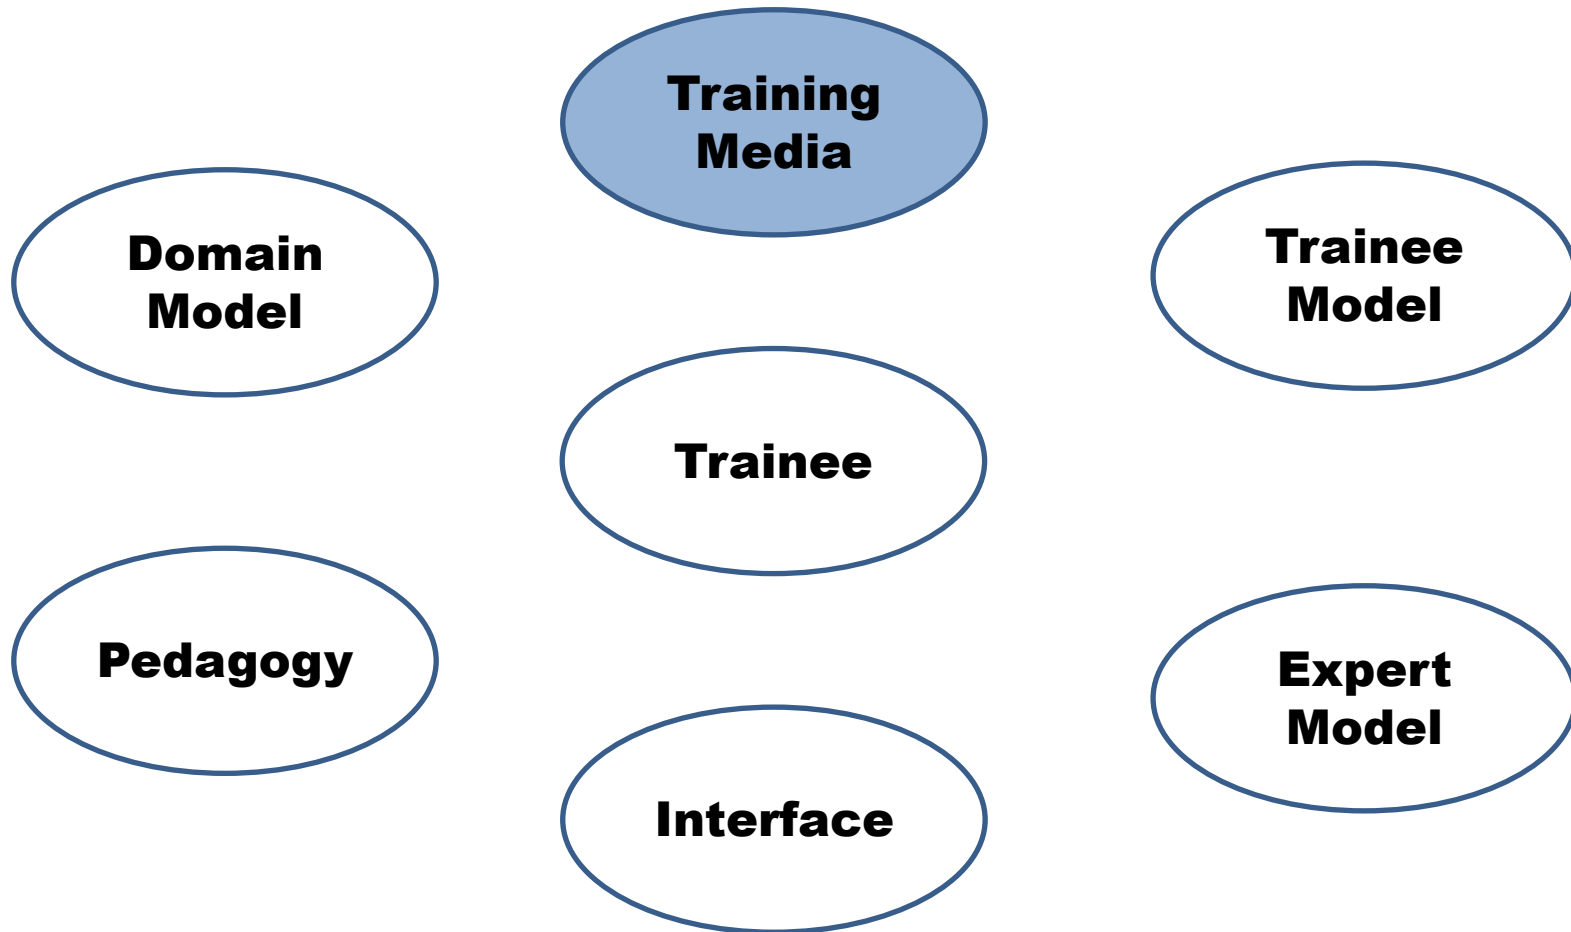 Training
Media
Domain
Model
Trainee
Model
Trainee
Pedagogy
Expert
Model
Interface